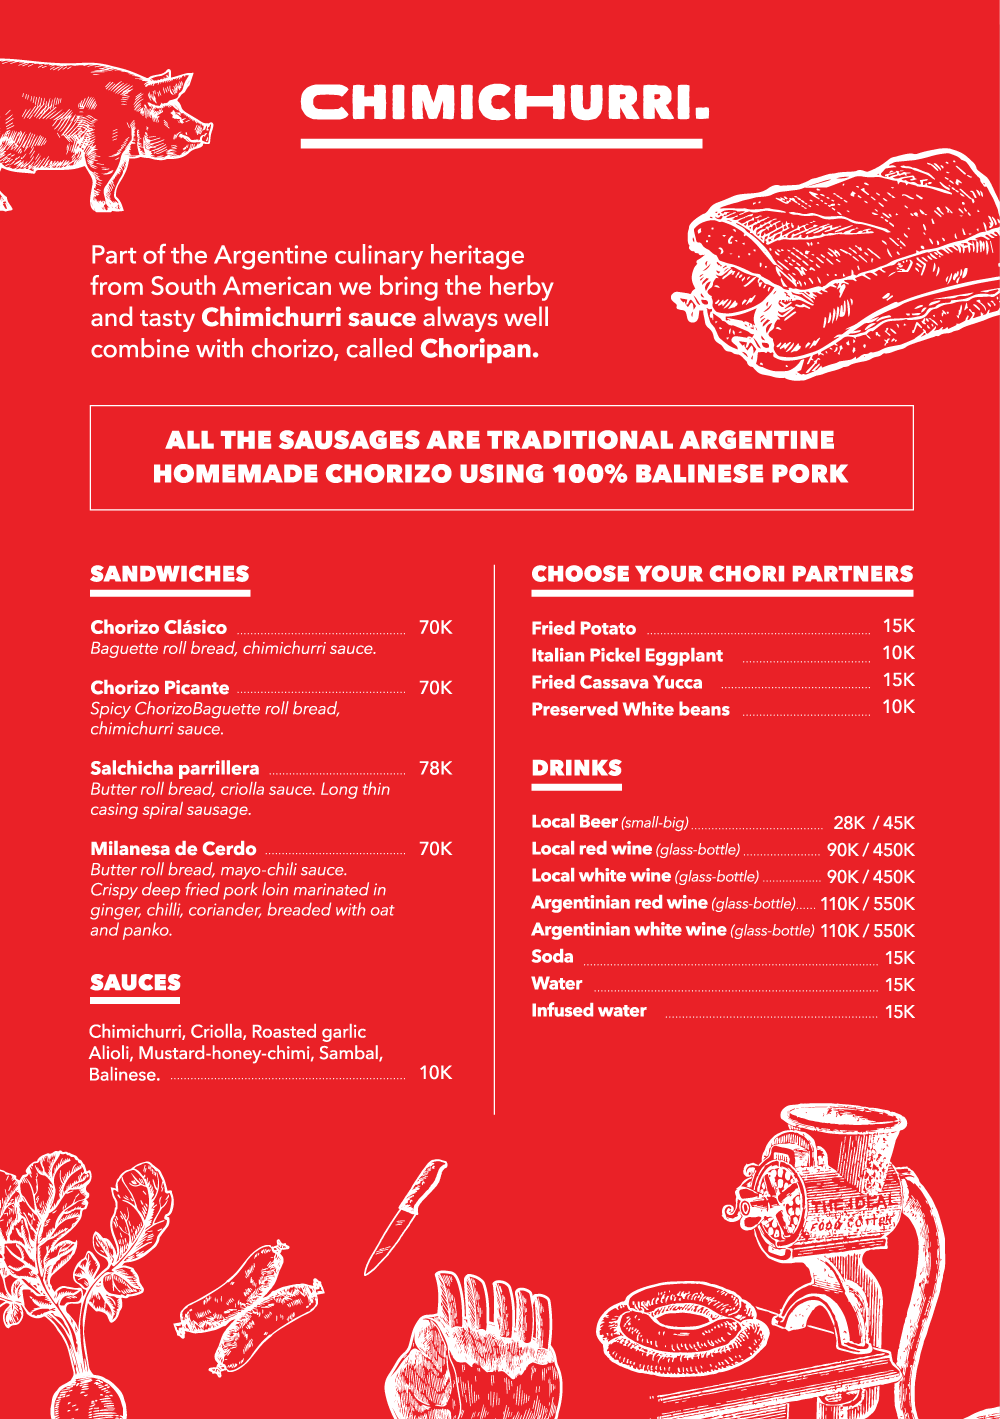 CHIMICHURRI.
Part of the Argentine culinary heritage
from South American we bring the herby
and tasty Chimichurri sauce always well
combine with chorizo, called Choripan.
ALL THE SAUSAGES ARE TRADITIONAL ARGENTINE
HOMEMADE CHORIZO USING 100% BALINESE PORK
SANDWICHES
Chorizo Clásico 70K
Baguette roll bread, chimichurri sauce.
Chorizo Picante 70K
Spicy ChorizoBaguette roll bread,
chimichurri sauce.
Salchicha parrillera 78K
Butter roll bread, criolla sauce. Long thin
casing spiral sausage.
Milanesa de Cerdo 70K
Butter roll bread, mayo-chili sauce.
Crispy deep fried pork loin marinated in
ginger, chilli, coriander, breaded with oat
and panko.
SAUCES
Chimichurri, Criolla, Roasted garlic
Alioli, Mustard-honey-chimi, Sambal,
Balinese. 10K
CHOOSE YOUR CHORI PARTNERS
Fried Potato 15K
Italian Pickel Eggplant 10K
Fried Cassava Yucca 15K
Preserved White beans 10K
DRINKS
Local Beer (small-big) 28K / 45K
Local red wine (glass-bottle) 90K / 450K
Local white wine (glass-bottle) 90K / 450K
Argentinian red wine (glass-bottle) 110K / 550K
Argentinian white wine (glass-bottle) 110K / 550K
Soda 15K
Water 15K
Infused water 15K
THE IDEAL
FOOD COTTER